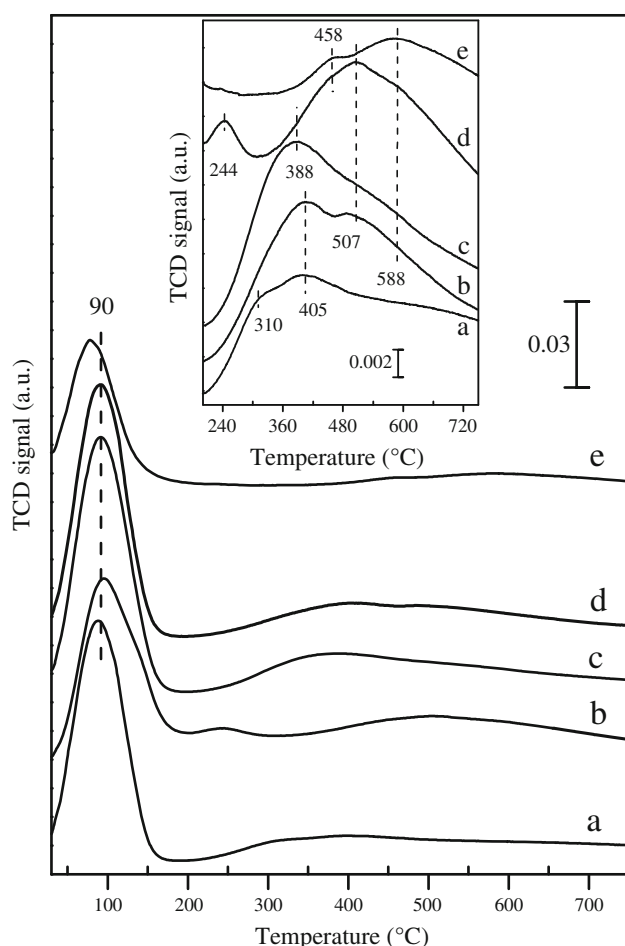 458
e
d
244
388
c
507
b
588
a
310
405
0.002
240 360 480 600 720
Temperature (°C)
TCD signal (a.u.)
90
0.03
e
d
c
b
a
TCD signal (a.u.)
100 200 300 400 500 600 700
Temperature (°C)